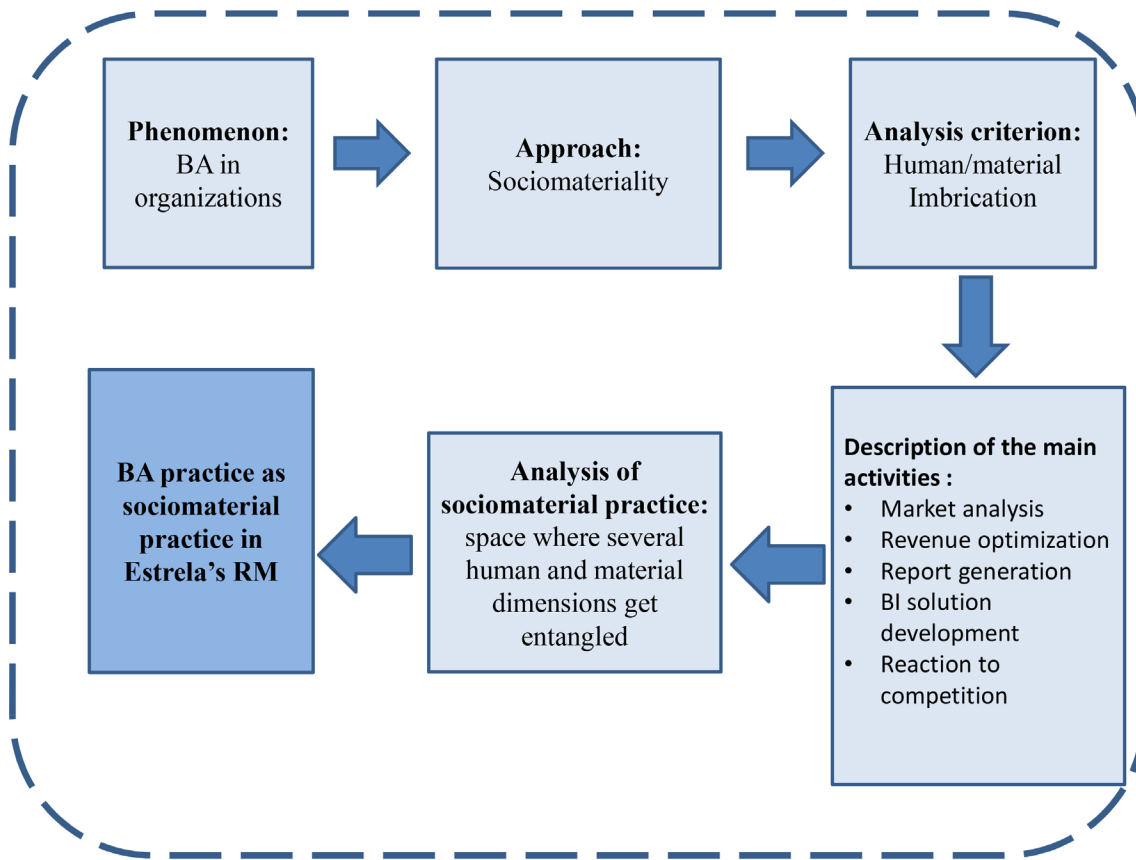 Phenomenon:
BA in
organizations
Approach:
Sociomateriality
Analysis criterion:
Human/material
Imbrication
Description of the main
activities :
• Market analysis
• Revenue optimization
• Report generation
• BI solution
development
• Reaction to
competition
Analysis of
sociomaterial practice:
space where several
human and material
dimensions get
entangled
BA practice as
sociomaterial
practice in
Estrela’s RM